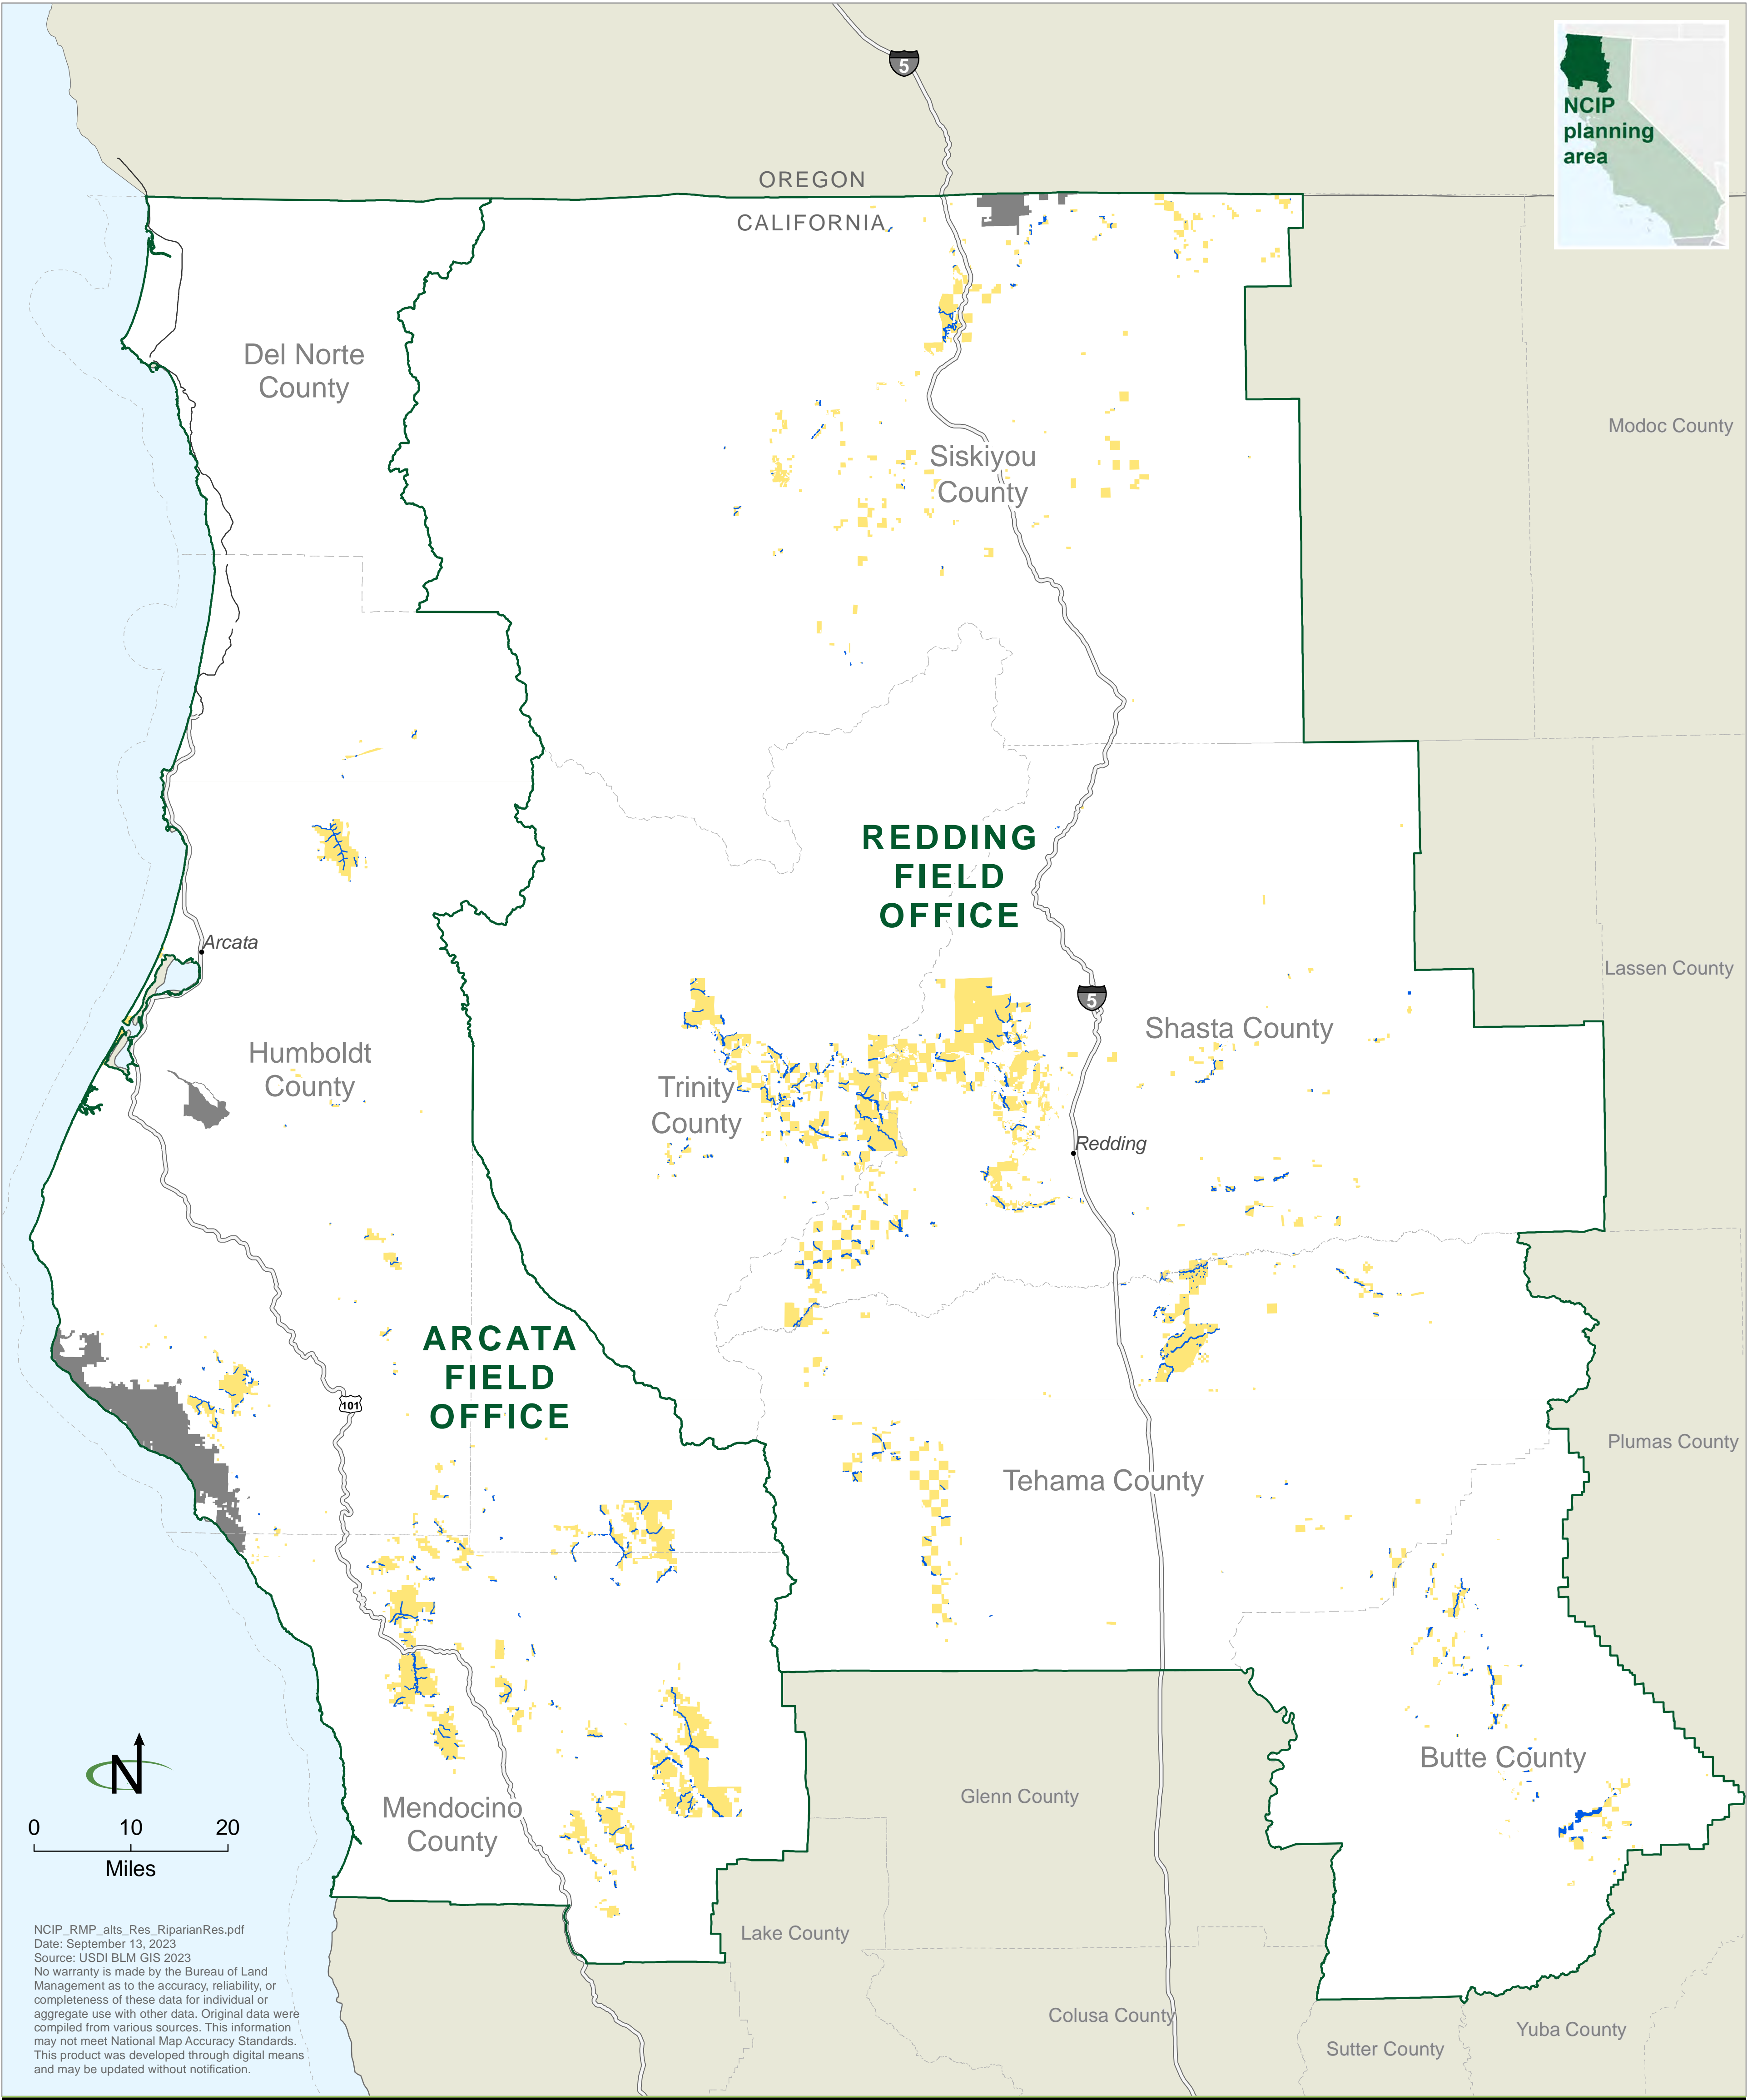 5
NCIP
planning
area
OREGON
CALIFORNIA
Del Norte
County
Modoc County
Siskiyou
County
REDDING
FIELD
OFFICE
Arcata
Lassen County
5
Shasta County
Humboldt
County
Trinity
County
Redding
ARCATA
FIELD
OFFICE
101
Plumas County
Tehama County
N
Butte County
Mendocino
County
Glenn County
0 10 20
Miles
NCIP_RMP_alts_Res_RiparianRes.pdf
Date: September 13, 2023
Source: USDI BLM GIS 2023
No warranty is made by the Bureau of Land
Management as to the accuracy, reliability, or
completeness of these data for individual or
aggregate use with other data. Original data were
compiled from various sources. This information
may not meet National Map Accuracy Standards.
This product was developed through digital means
and may be updated without notification.
Lake County
Colusa County
Sutter County
Yuba County